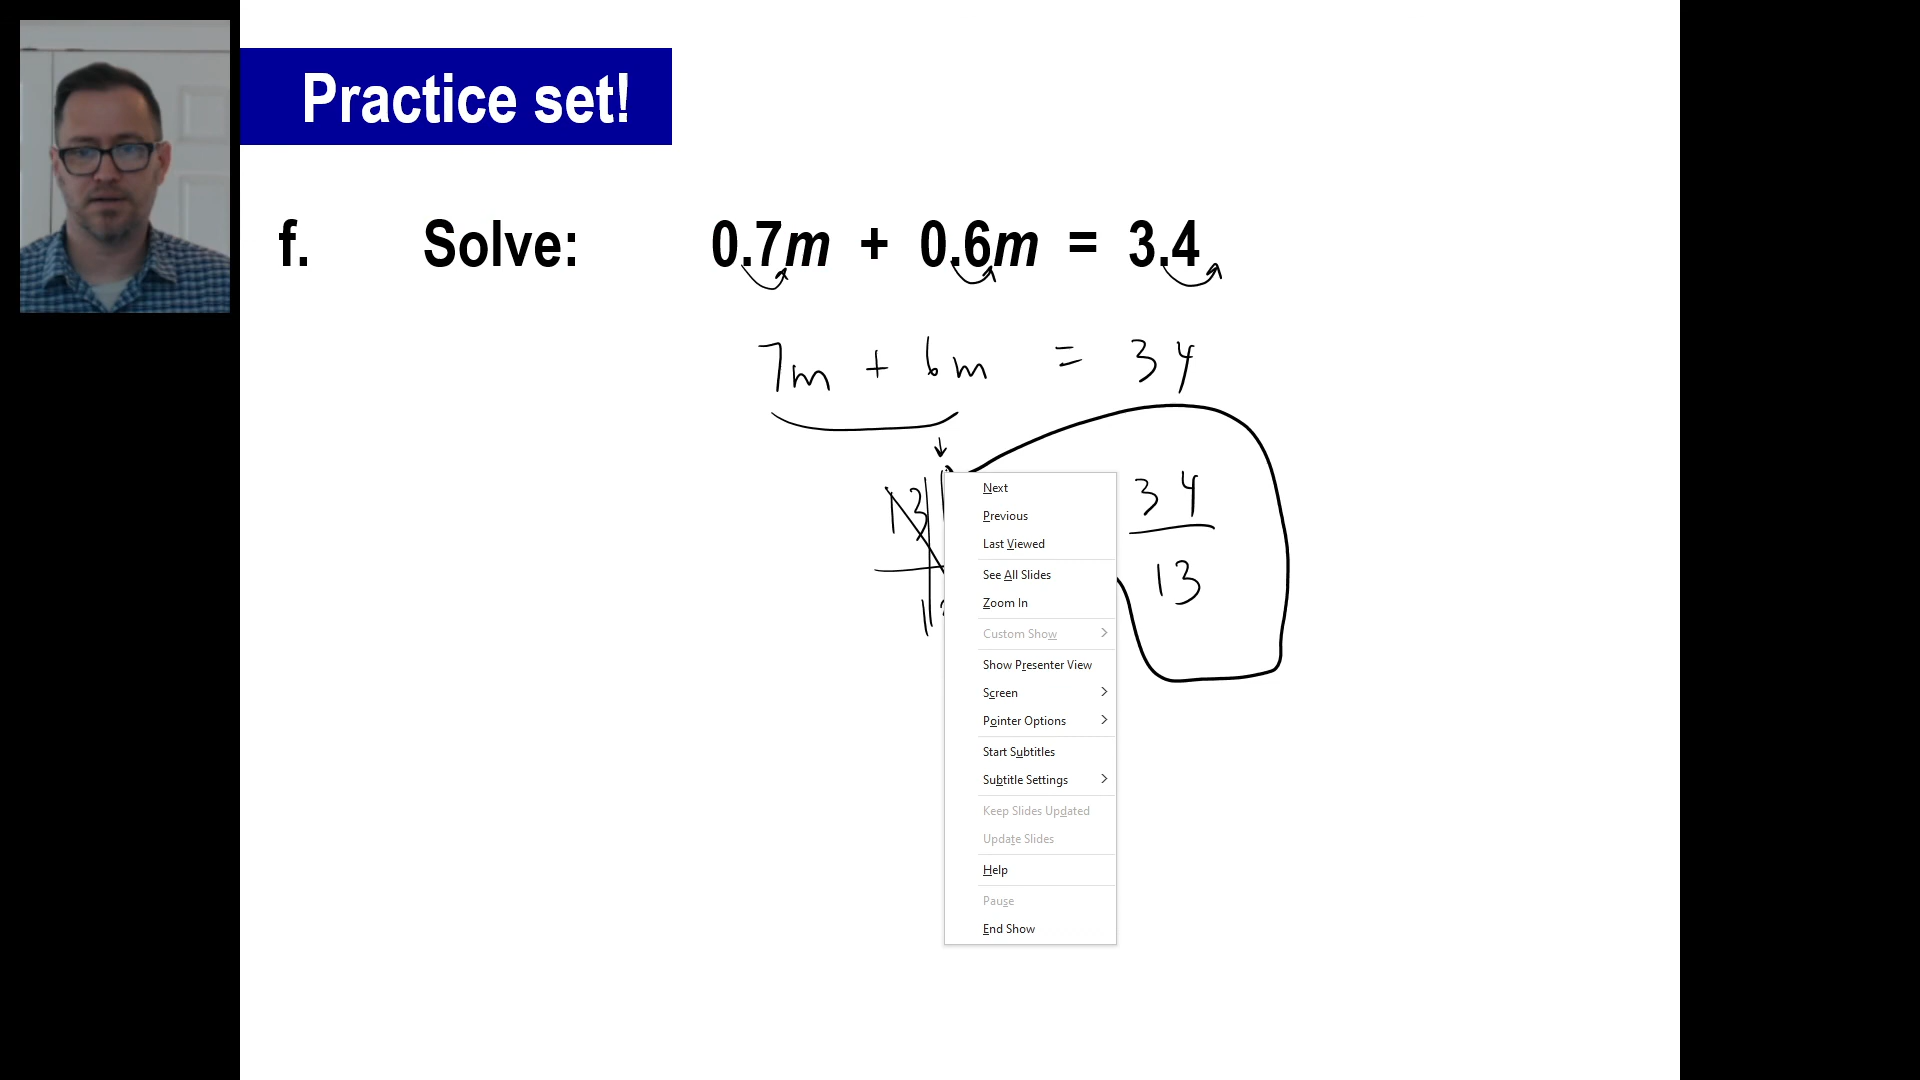 Practice set!
f. Solve: 0.7m + 0.6m = 3.4
7m + 6m = 34
13 34
13
Next
Previous
Last Viewed
See All Slides
Zoom In
Custom Show
Show Presenter View
Screen
Pointer Options
Start Subtitles
Subtitle Settings
Keep Slides Updated
Update Slides
Help
Pause
End Show